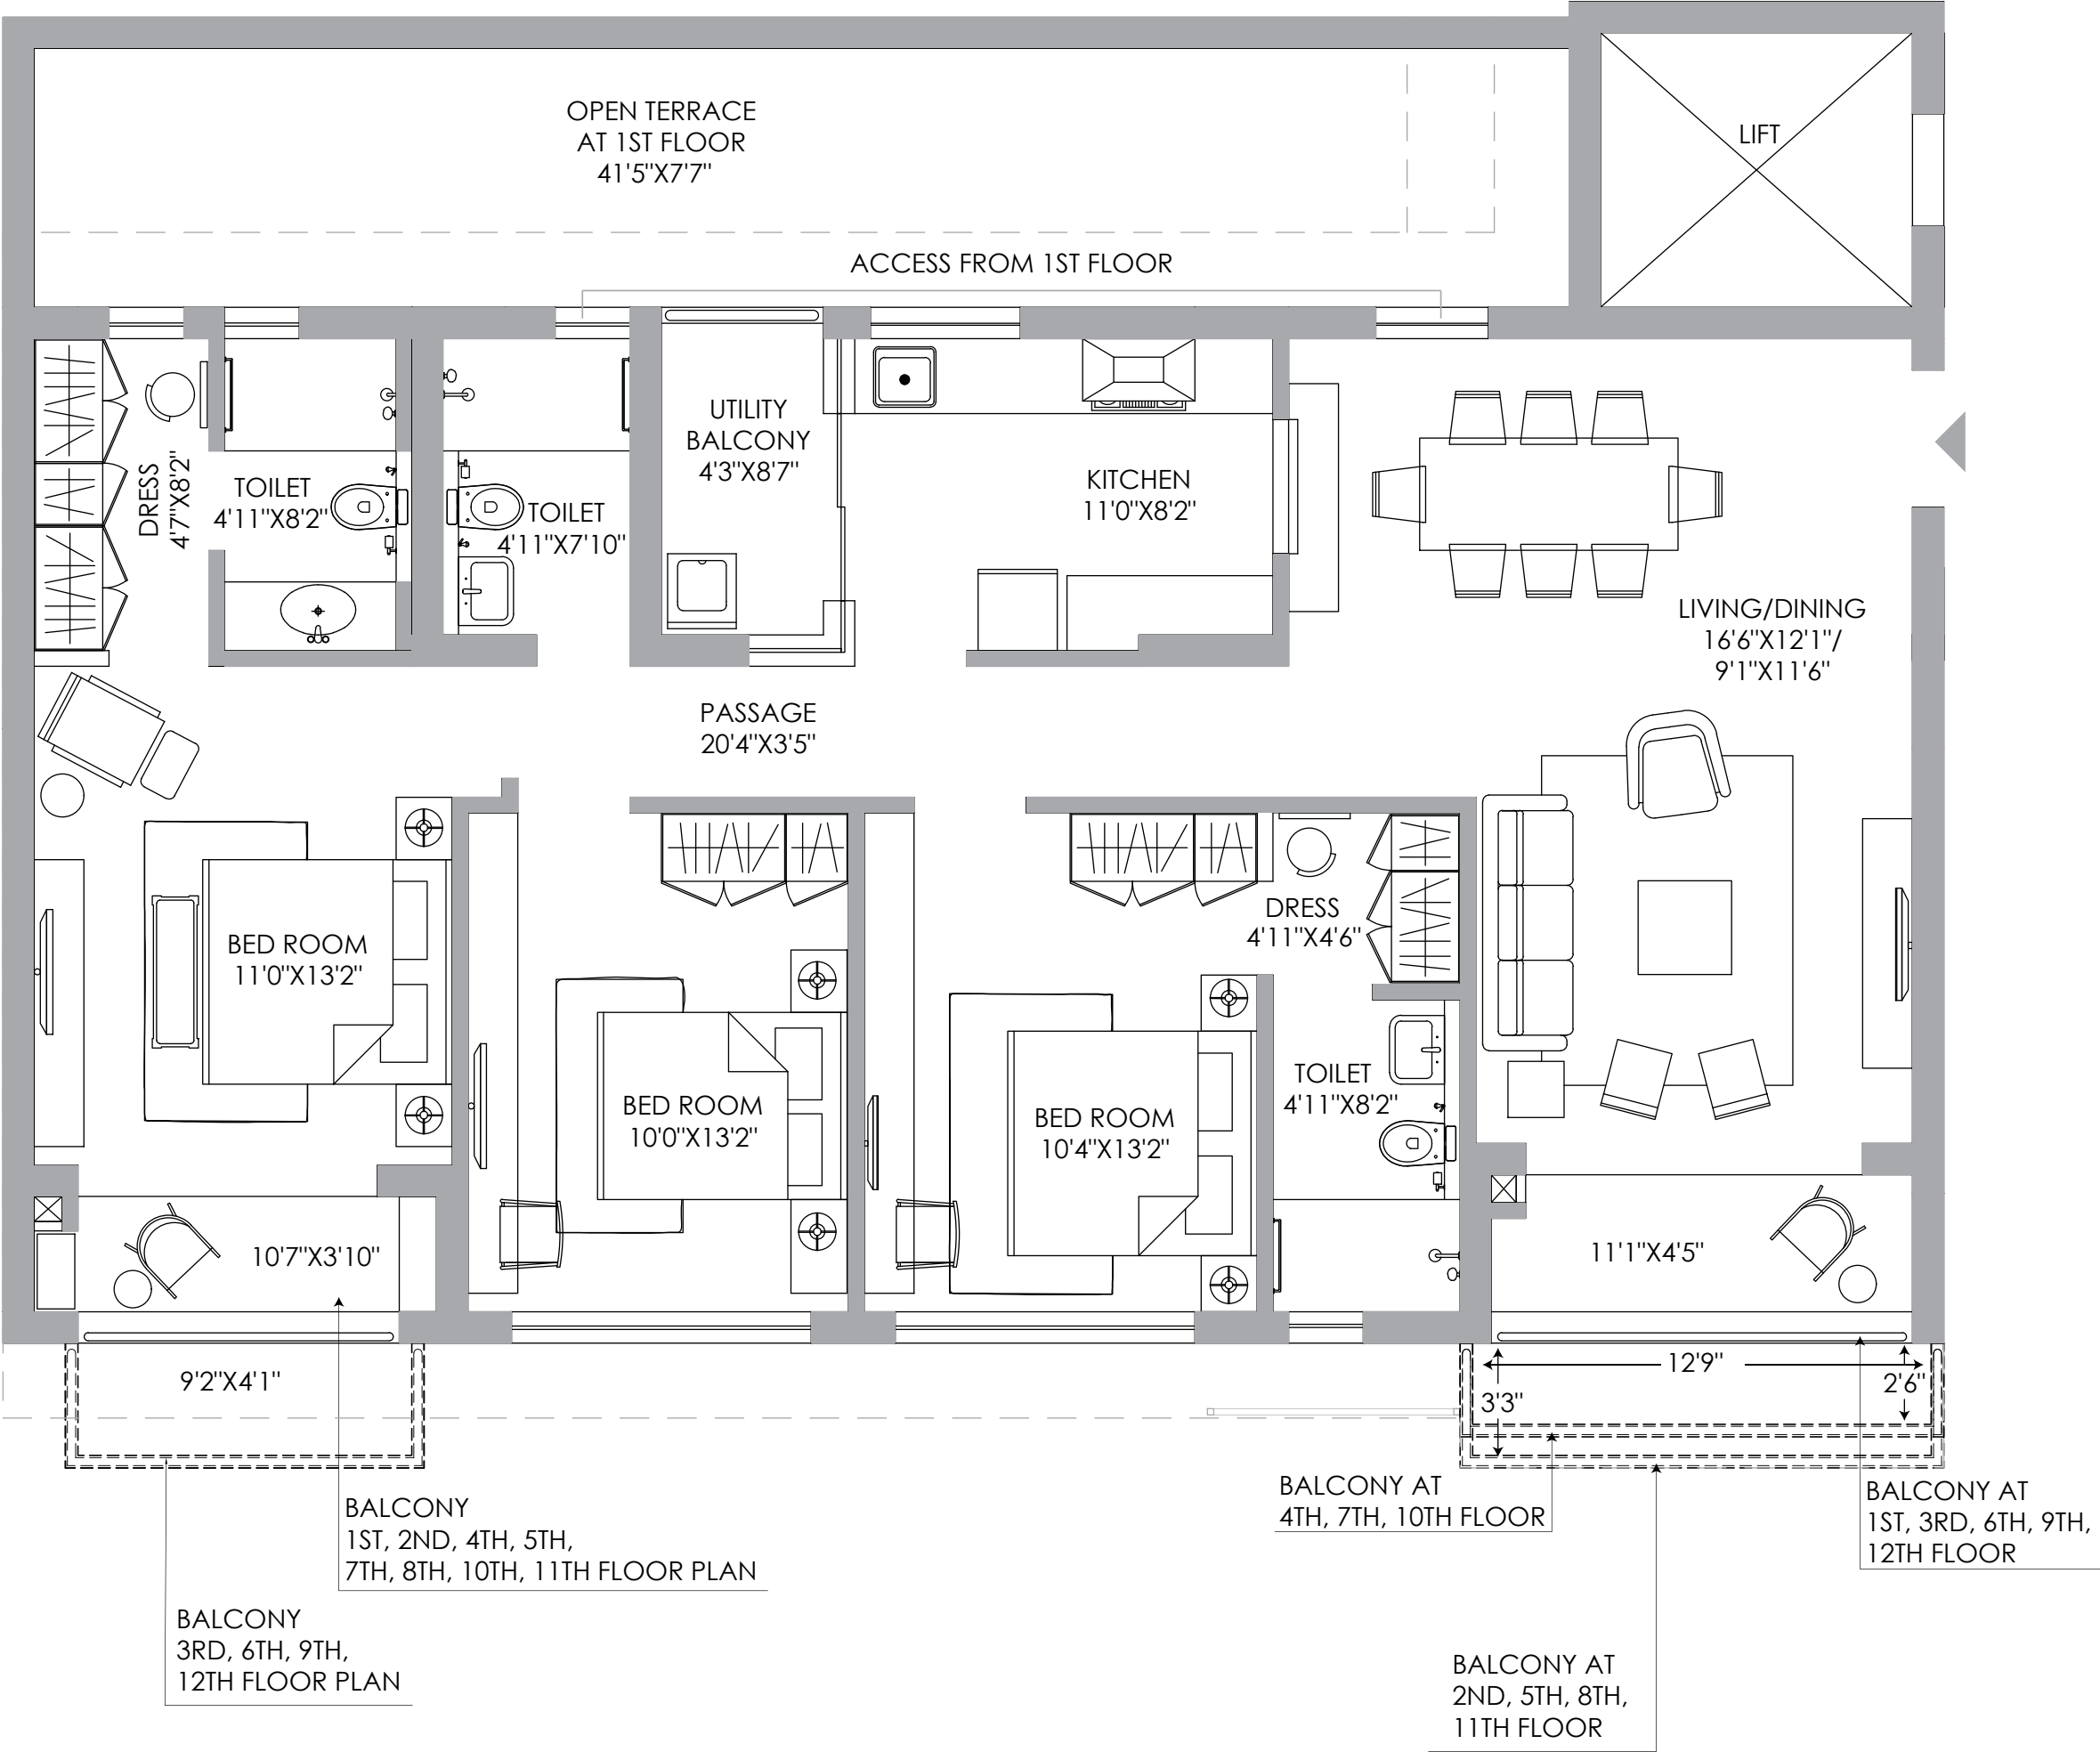 OPEN TERRACE
AT 1ST FLOOR
41'5"X7'7"
LIFT
ACCESS FROM 1ST FLOOR
DRESS
4'7"X8'2"
TOILET
4'11"X8'2"
TOILET
4'11"X7'10"
UTILITY
BALCONY
4'3"X8'7"
KITCHEN
11'0"X8'2"
LIVING/DINING
16'6"X12'1"/
9'1"X11'6"
PASSAGE
20'4"X3'5"
BED ROOM
11'0"X13'2"
BED ROOM
10'0"X13'2"
BED ROOM
10'4"X13'2"
DRESS
4'11"X4'6"
TOILET
4'11"X8'2"
10'7"X3'10"
11'1"X4'5"
9'2"X4'1"
12'9"
3'3"
2'6"
BALCONY
1ST, 2ND, 4TH, 5TH,
7TH, 8TH, 10TH, 11TH FLOOR PLAN
BALCONY
3RD, 6TH, 9TH,
12TH FLOOR PLAN
BALCONY AT
4TH, 7TH, 10TH FLOOR
BALCONY AT
1ST, 3RD, 6TH, 9TH,
12TH FLOOR
BALCONY AT
2ND, 5TH, 8TH,
11TH FLOOR